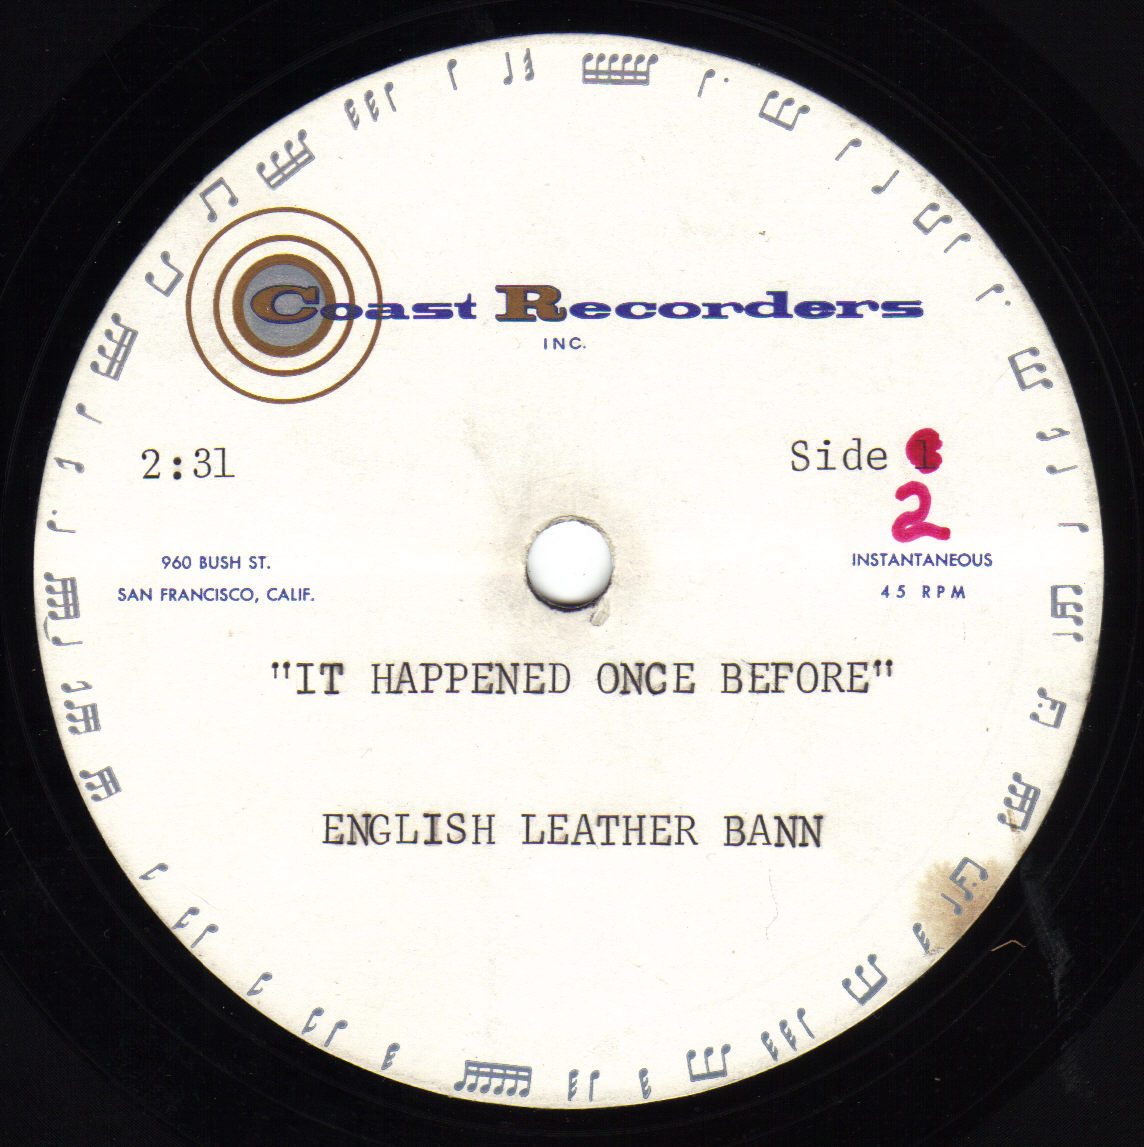 Coast Recorders
INC.
2:31
Side 1
2
960 BUSH ST.
SAN FRANCISCO, CALIF.
INSTANTANEOUS
45 RPM
"IT HAPPENED ONCE BEFORE"
ENGLISH LEATHER BANN